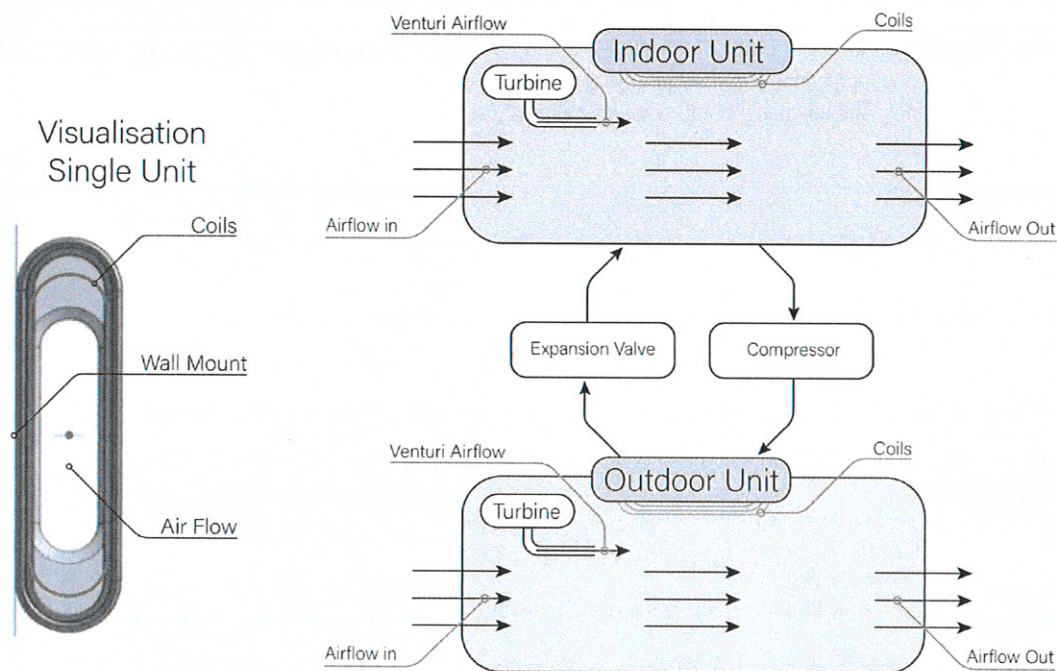 Visualisation
Single Unit
Coils
Wall Mount
Air Flow
Venturi Airflow
Coils
Indoor Unit
Turbine
Airflow in
Airflow Out
Expansion Valve
Compressor
Venturi Airflow
Coils
Outdoor Unit
Turbine
Airflow in
Airflow Out